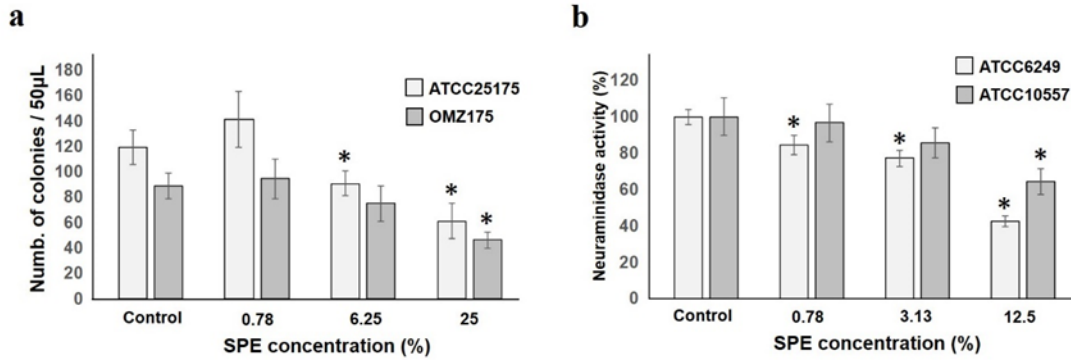 a
Numb. of colonies / 50µL
180
160
140
120
100
80
60
40
20
0
ATCC25175
OMZ175
*
*
*
Control 0.78 6.25 25
SPE concentration (%)
b
Neuraminidase activity (%)
120
100
80
60
40
20
0
ATCC6249
ATCC10557
*
*
*
*
Control 0.78 3.13 12.5
SPE concentration (%)